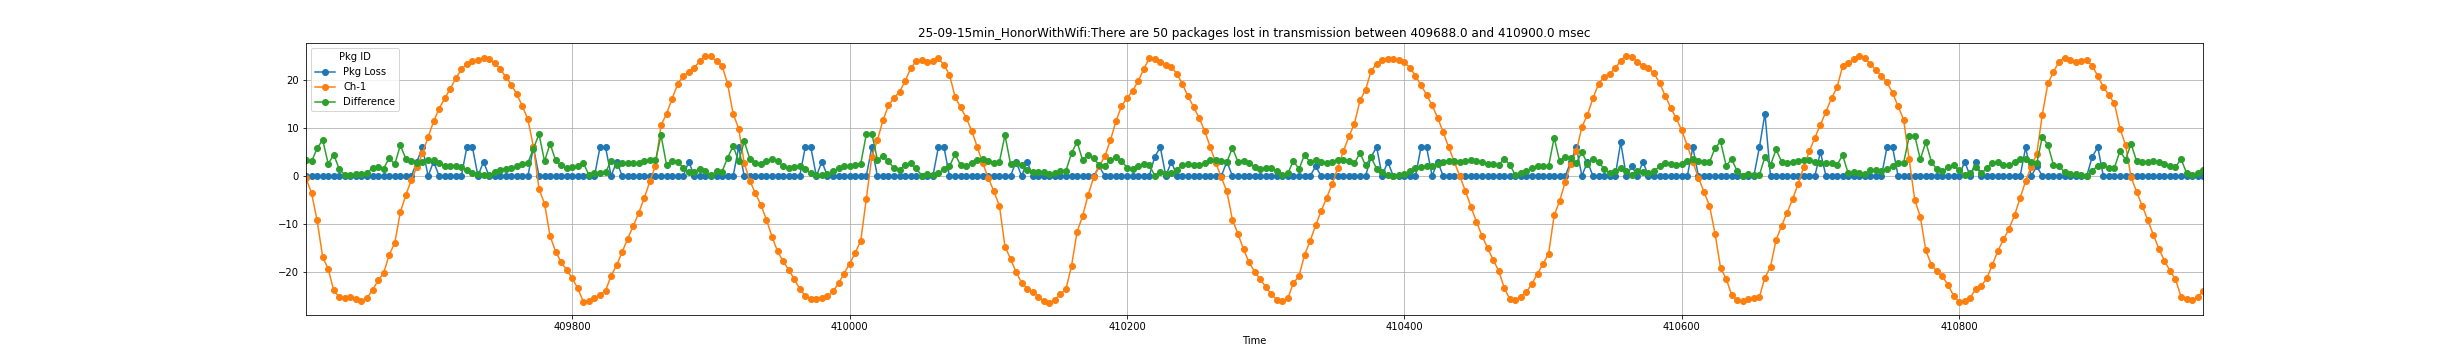 25-09-15min_HonorWithWifi:There are 50 packages lost in transmission between 409688.0 and 410900.0 msec
Pkg ID
Pkg Loss
Ch-1
Difference
20
10
0
−10
−20
409800 410000 410200 410400 410600 410800
Time